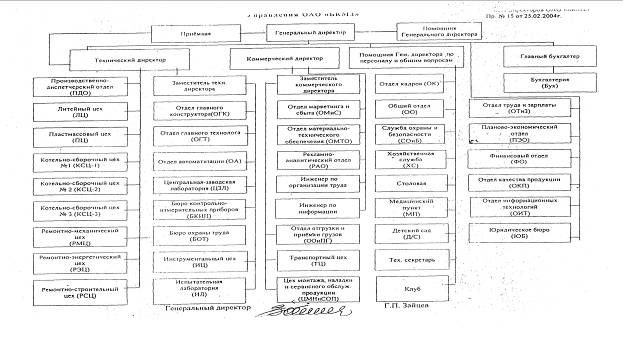 Управления ОАО «БКМЗ»
Пр. № 15 от 25.02.2004г.
Приёмная
Генеральный директор
Помощник
Генерального директора
Технический директор
Коммерческий директор
Помощник Ген. директора по
персоналу и общим вопросам
Главный бухгалтер
Производственно-
диспетчерский отдел
(ПДО)
Литейный цех
(ЛЦ)
Пластмассовый цех
(ПЦ)
Котельно-сборочный цех
№1 (КСЦ-1)
Котельно-сборочный цех
№ 2 (КСЦ-2)
Котельно-сборочный цех
№ 3 (КСЦ-3)
Ремонтно-механический
цех
(РМЦ)
Ремонтно-энергетический
цех
(РЭЦ)
Ремонтно-строительный
цех (РСЦ)
Заместитель техн.
директора
Отдел главного
конструктора(ОГК)
Отдел главного технолога
(ОГТ)
Отдел автоматизации (ОА)
Центральная-заводская
лаборатория (ЦЗЛ)
Бюро контрольно-
измерительных приборов
(БКИП)
Бюро охраны труда
(БОТ)
Инструментальный цех
(ИЦ)
Испытательная
лаборатория
(ИЛ)
Заместитель
коммерческого
директора
Отдел маркетинга и
сбыта (ОМиС)
Отдел материально-
технического
обеспечения (ОМТО)
Рекламно-
аналитический отдел
(РАО)
Инженер по
организации труда
Инженер по
информации
Отдел отгрузки и
приёмки грузов
(ООиПГ)
Транспортный цех
(ТЦ)
Цех монтажа, наладки
и сервисного обслуж.
продукции
(ЦМНиСОП)
Отдел кадров (ОК)
Общий отдел
(ОО)
Служба охраны и
безопасности
(СОиБ)
Хозяйственная
служба
(ХС)
Столовая
Медицинский
пункт
(МП)
Детский сад
(Д/С)
Тех. секретарь
Клуб
Бухгалтерия
(Бух)
Отдел труда и зарплаты
(ОТиЗ)
Планово-экономический
отдел
(ПЭО)
Финансовый отдел
(ФО)
Отдел качества продукции
(ОКП)
Отдел информационных
технологий
(ОИТ)
Юридическое бюро
(ЮБ)
Генеральный директор
Г.П. Зайцев